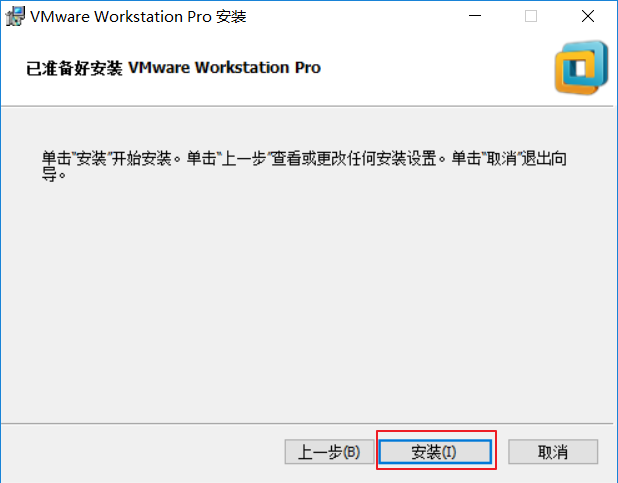 VMware Workstation Pro 安装
已准备好安装 VMware Workstation Pro
单击“安装”开始安装。单击“上一步”查看或更改任何安装设置。单击“取消”退出向
导。
上一步(B) 安装(I) 取消